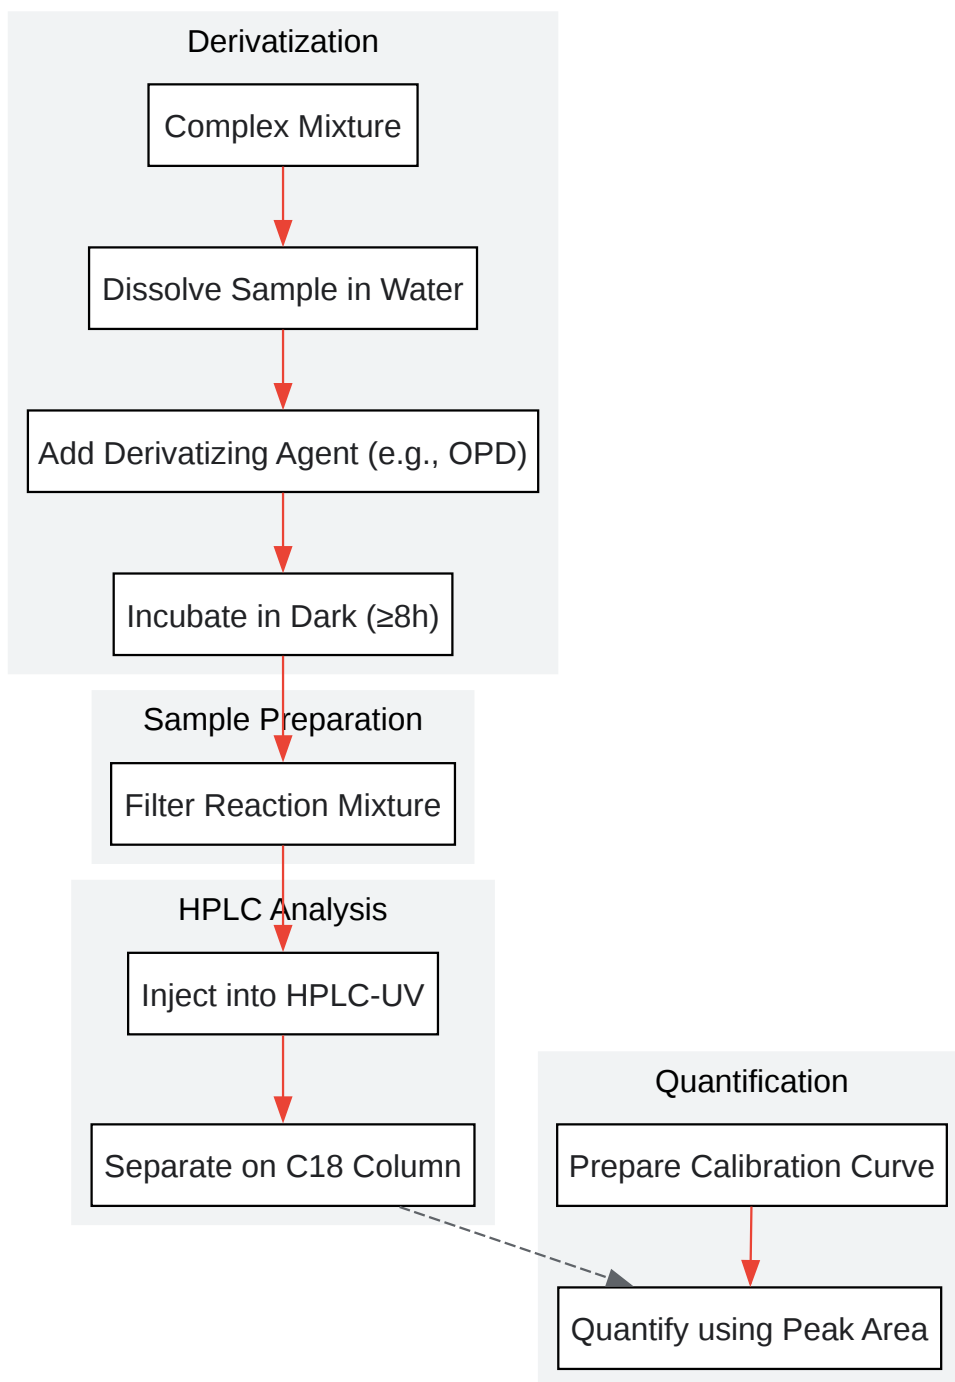 Derivatization
Complex Mixture
Dissolve Sample in Water
Add Derivatizing Agent (e.g., OPD)
Incubate in Dark (≥8h)
Sample Preparation
Filter Reaction Mixture
HPLC Analysis
Inject into HPLC-UV
Separate on C18 Column
Quantification
Prepare Calibration Curve
Quantify using Peak Area